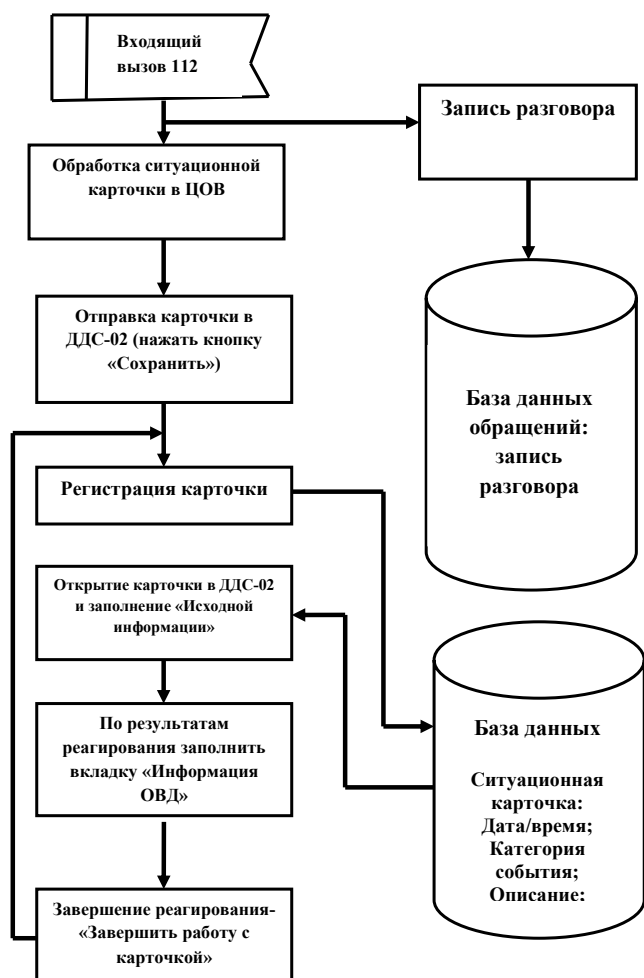 Входящий
вызов 112
Запись разговора
Обработка ситуационной
карточки в ЦОВ
Отправка карточки в
ДДС-02 (нажать кнопку
«Сохранить»)
База данных
обращений:
запись
разговора
Регистрация карточки
Открытие карточки в ДДС-02
и заполнение «Исходной
информации»
По результатам
реагирования заполнить
вкладку «Информация
ОВД»
База данных
Ситуационная
карточка:
Дата/время;
Категория
события;
Описание:
Завершение реагирования-
«Завершить работу с
карточкой»